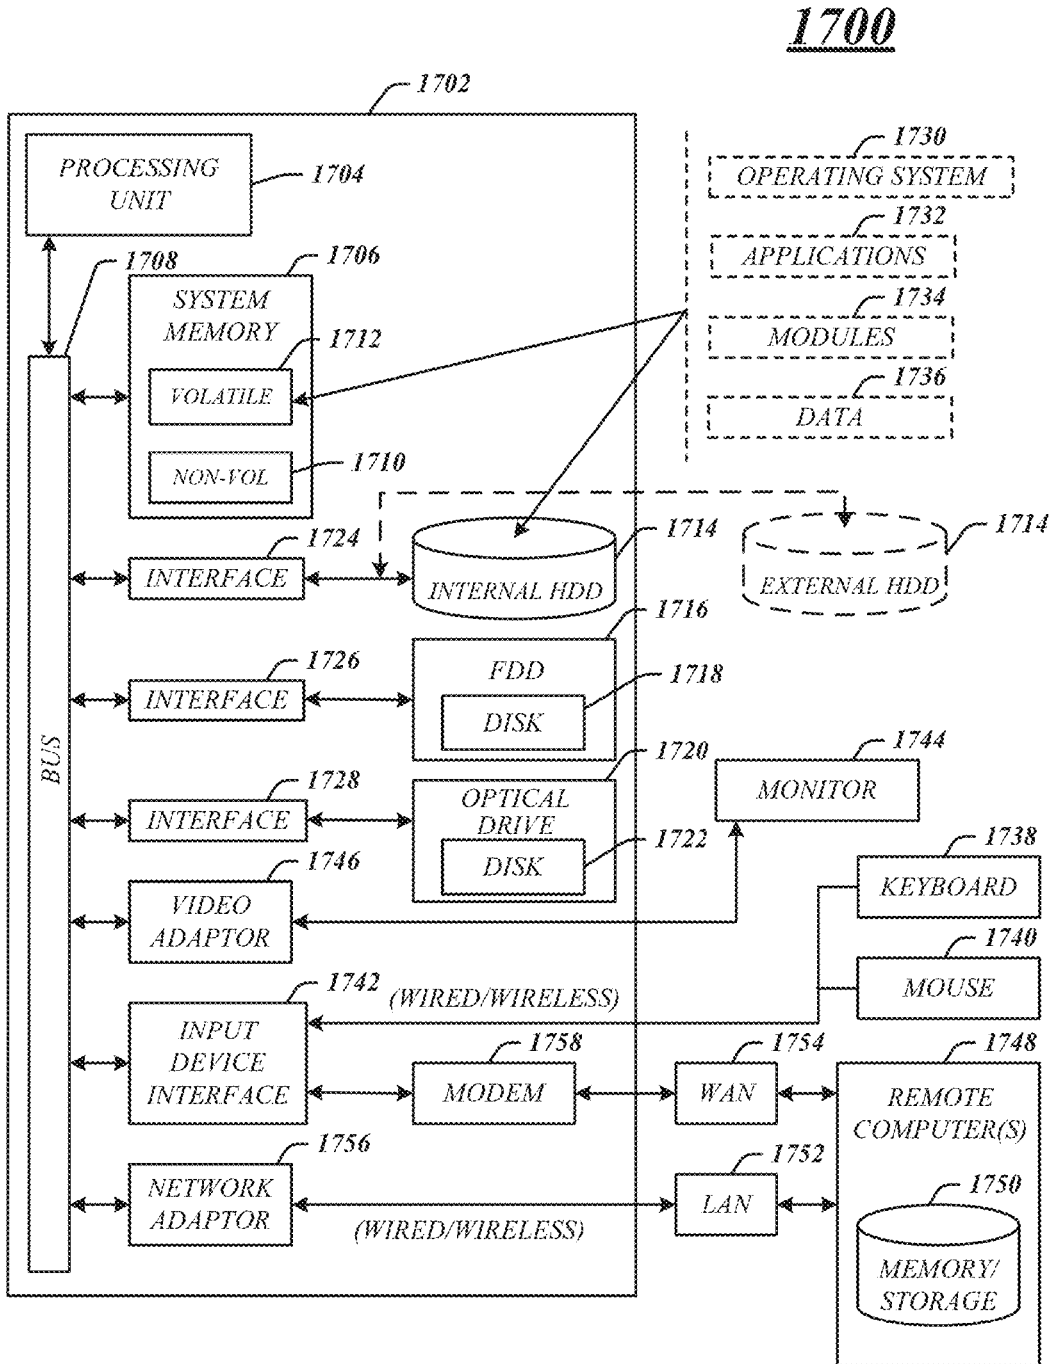 1700
1702
PROCESSING
UNIT
1704
1708
1706
SYSTEM
MEMORY
1712
VOLATILE
1710
NON-VOL
1730
OPERATING SYSTEM
1732
APPLICATIONS
1734
MODULES
1736
DATA
1724
INTERFACE
1714
INTERNAL HDD
1714
EXTERNAL HDD
1726
INTERFACE
1716
FDD
1718
DISK
BUS
1728
INTERFACE
1720
OPTICAL
DRIVE
1722
DISK
1744
MONITOR
1746
VIDEO
ADAPTOR
1738
KEYBOARD
1740
MOUSE
1742
INPUT
DEVICE
INTERFACE
(WIRED/WIRELESS)
1758
MODEM
1754
WAN
1748
REMOTE
COMPUTER(S)
1756
NETWORK
ADAPTOR
(WIRED/WIRELESS)
1752
LAN
1750
MEMORY/
STORAGE